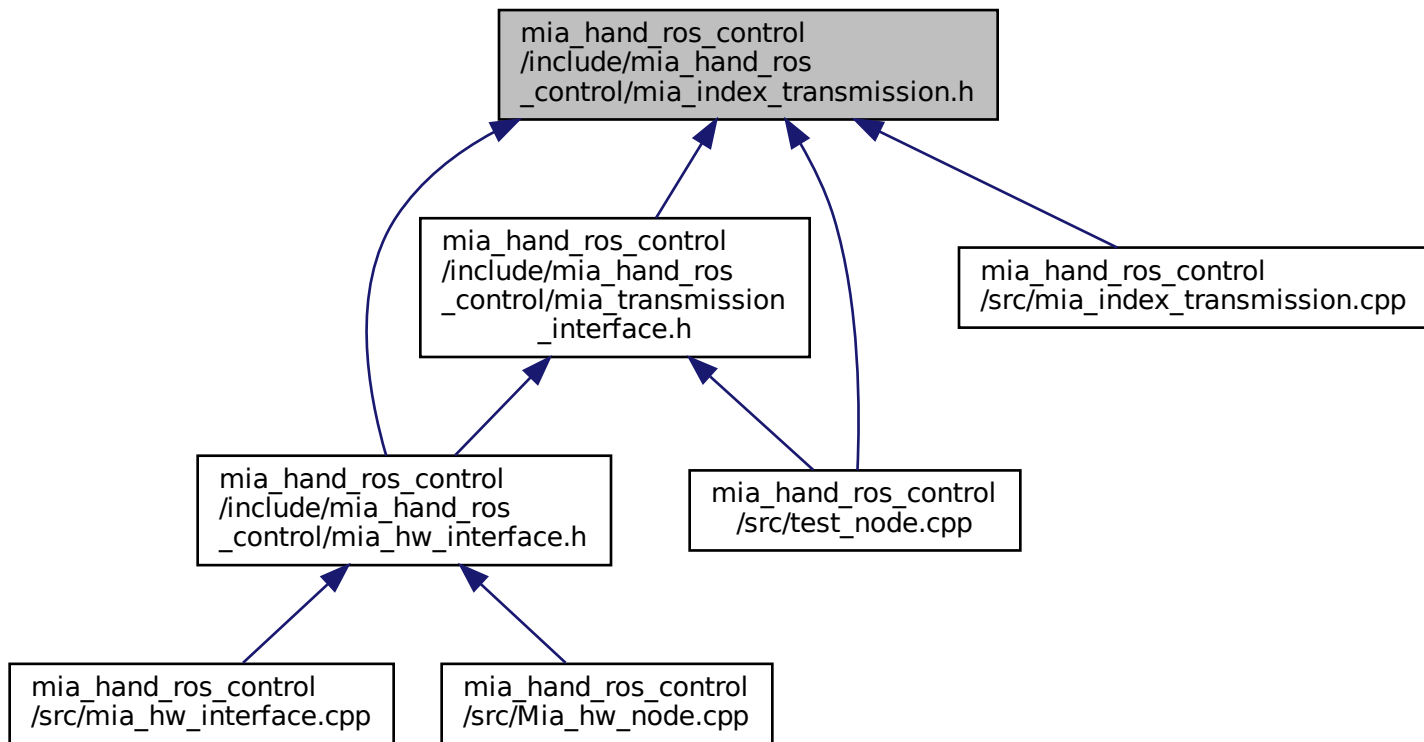 mia_hand_ros_control
/include/mia_hand_ros
_control/mia_index_transmission.h
mia_hand_ros_control
/include/mia_hand_ros
_control/mia_transmission
_interface.h
mia_hand_ros_control
/src/mia_index_transmission.cpp
mia_hand_ros_control
/include/mia_hand_ros
_control/mia_hw_interface.h
mia_hand_ros_control
/src/test_node.cpp
mia_hand_ros_control
/src/mia_hw_interface.cpp
mia_hand_ros_control
/src/Mia_hw_node.cpp